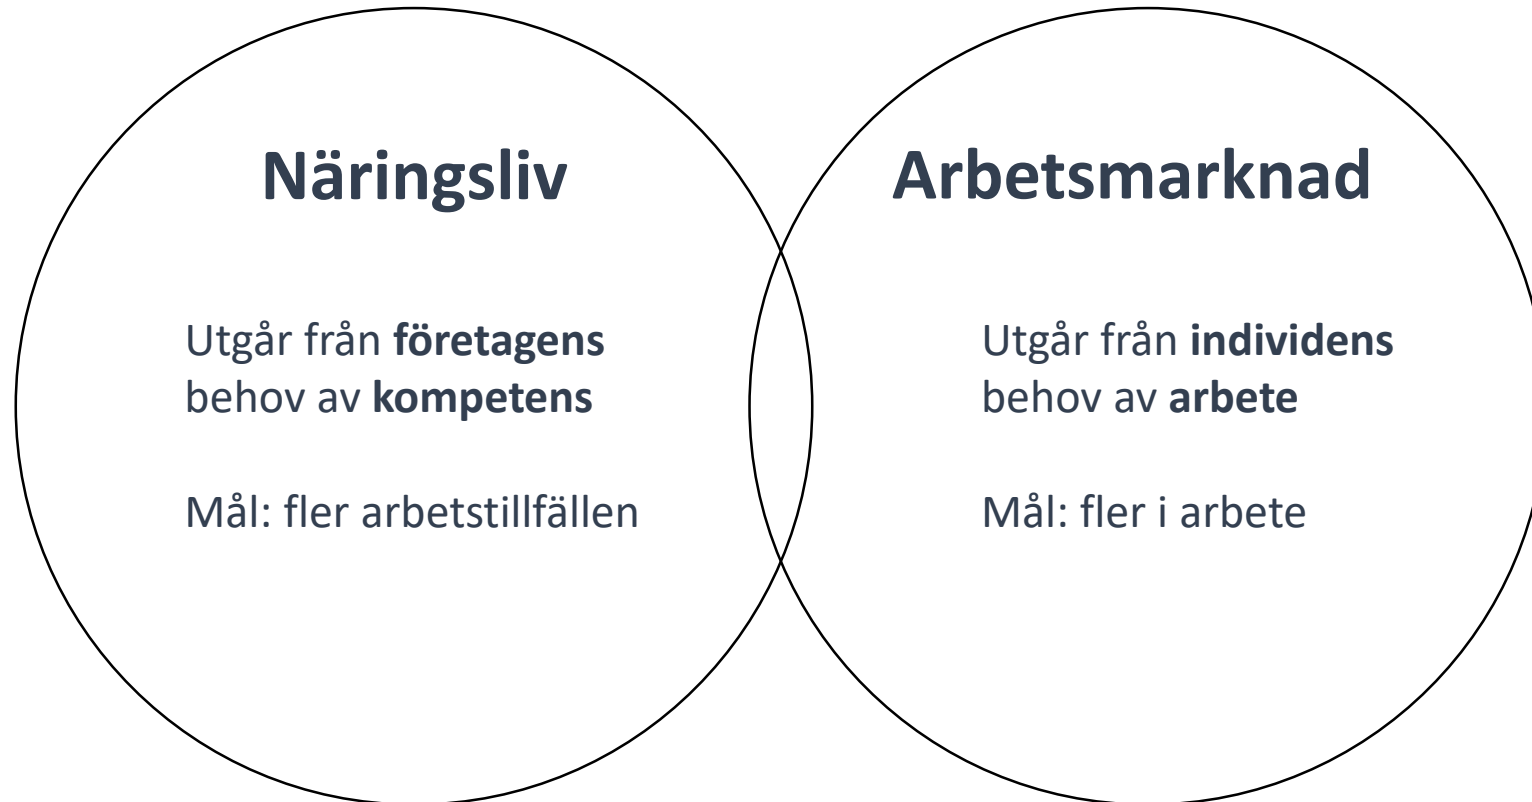 Näringsliv
Utgår från företagens
behov av kompetens
Mål: fler arbetstillfällen
Arbetsmarknad
Utgår från individens
behov av arbete
Mål: fler i arbete